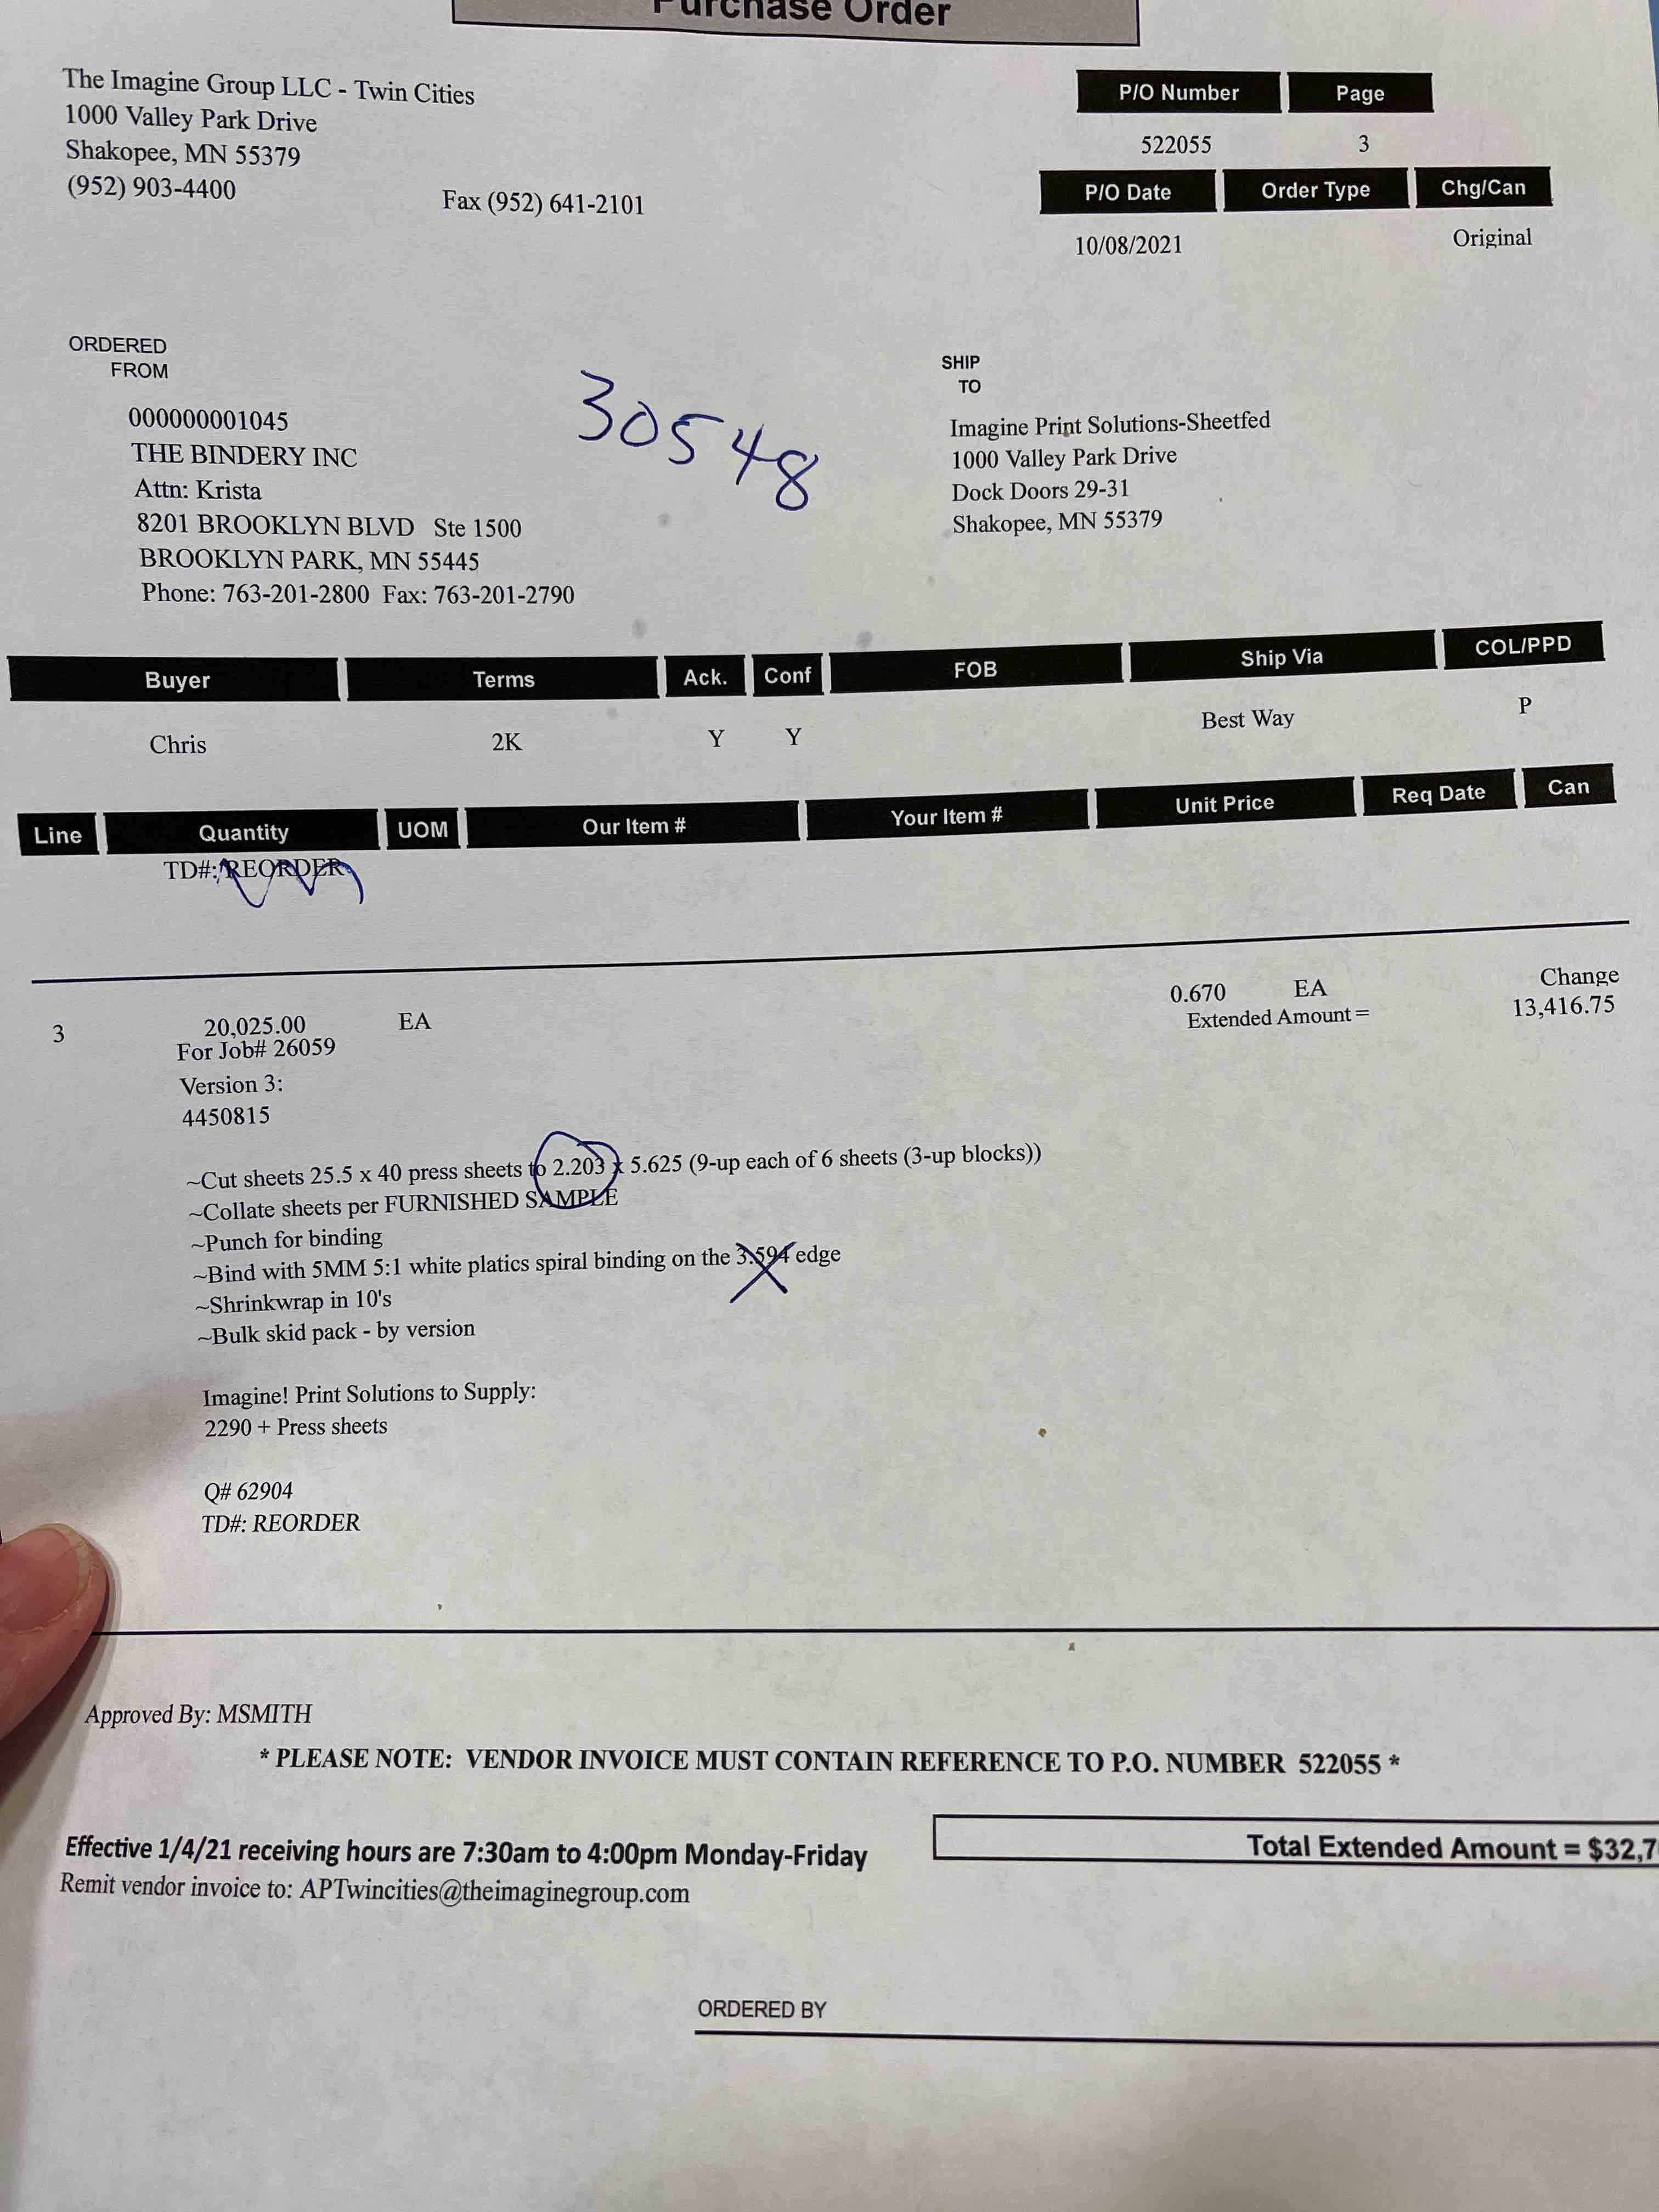 Purchase Order
The Imagine Group LLC - Twin Cities
1000 Valley Park Drive
Shakopee, MN 55379
(952) 903-4400 Fax (952) 641-2101
P/O Number Page
522055 3
P/O Date Order Type Chg/Can
10/08/2021 Original
ORDERED
FROM
000000001045
THE BINDERY INC
Attn: Krista
8201 BROOKLYN BLVD Ste 1500
BROOKLYN PARK, MN 55445
Phone: 763-201-2800 Fax: 763-201-2790
30548
SHIP
TO
Imagine Print Solutions-Sheetfed
1000 Valley Park Drive
Dock Doors 29-31
Shakopee, MN 55379
Buyer Terms Ack. Conf FOB Ship Via COL/PPD
Chris 2K Y Y Best Way P
Line Quantity UOM Our Item # Your Item # Unit Price Req Date Can
TD#: REORDER
3 20,025.00 EA 0.670 EA Change
For Job# 26059 Extended Amount = 13,416.75
Version 3:
4450815
~Cut sheets 25.5 x 40 press sheets to 2.203 x 5.625 (9-up each of 6 sheets (3-up blocks))
~Collate sheets per FURNISHED SAMPLE
~Punch for binding
~Bind with 5MM 5:1 white platics spiral binding on the 3.594 edge
~Shrinkwrap in 10's
~Bulk skid pack - by version
Imagine! Print Solutions to Supply:
2290 + Press sheets
Q# 62904
TD#: REORDER
Approved By: MSMITH
* PLEASE NOTE: VENDOR INVOICE MUST CONTAIN REFERENCE TO P.O. NUMBER 522055 *
Effective 1/4/21 receiving hours are 7:30am to 4:00pm Monday-Friday
Remit vendor invoice to: APTwincities@theimaginegroup.com
Total Extended Amount = $32,7
ORDERED BY